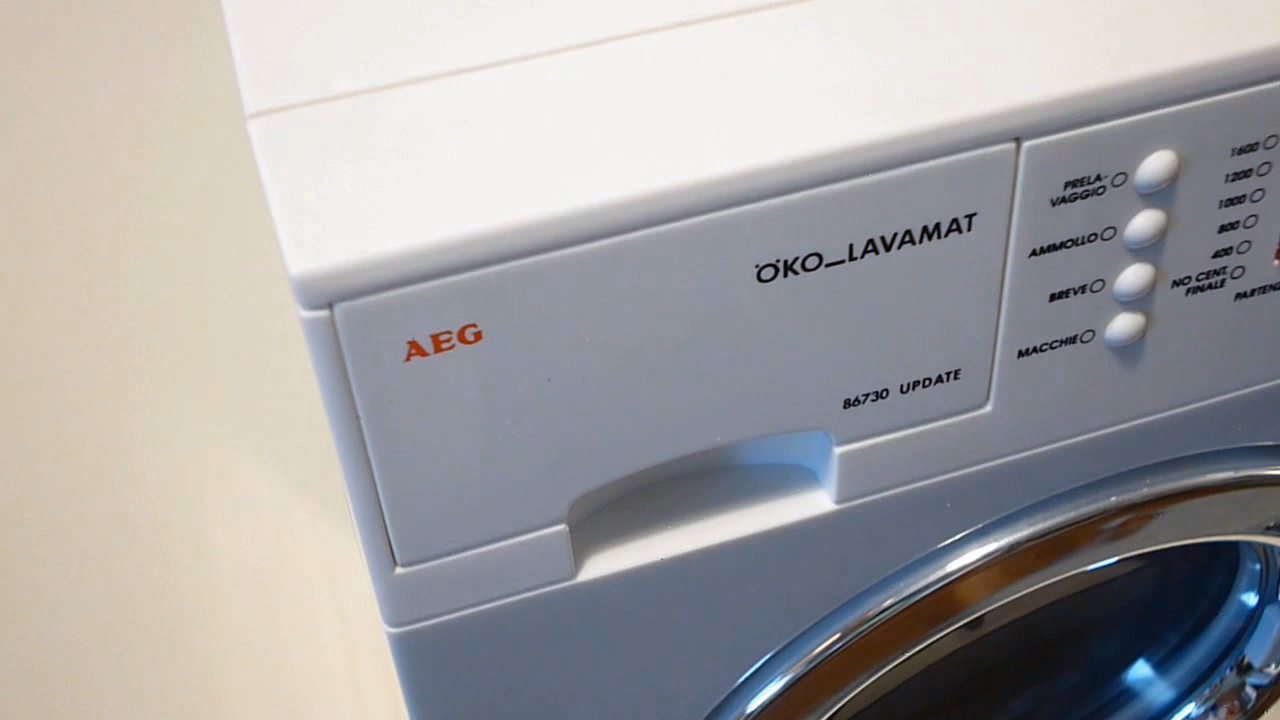 AEG
ÖKO_LAVAMAT
86730 UPDATE
PRELA-
VAGGIO
AMMOLLO
BREVE
MACCHIE
1600
1200
1000
800
400
NO CENT.
FINALE